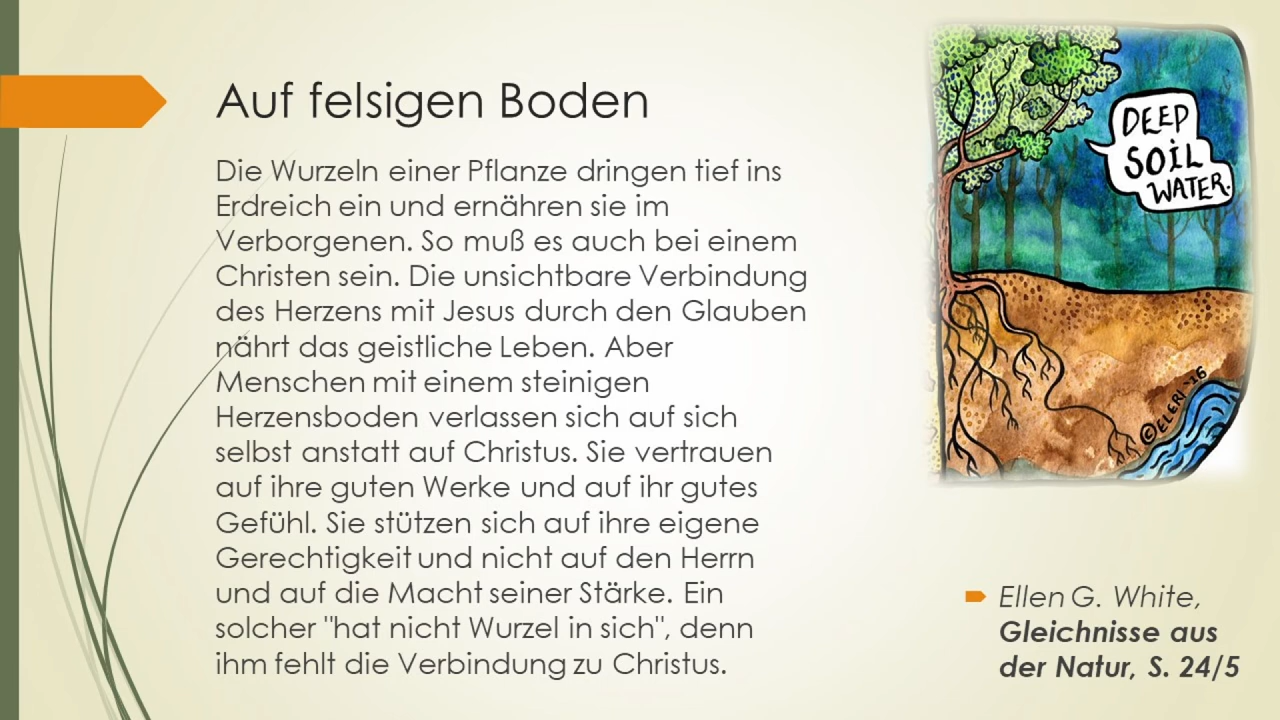 Auf felsigen Boden
Die Wurzeln einer Pflanze dringen tief ins
Erdreich ein und ernähren sie im
Verborgenen. So muß es auch bei einem
Christen sein. Die unsichtbare Verbindung
des Herzens mit Jesus durch den Glauben
nährt das geistliche Leben. Aber
Menschen mit einem steinigen
Herzensboden verlassen sich auf sich
selbst anstatt auf Christus. Sie vertrauen
auf ihre guten Werke und auf ihr gutes
Gefühl. Sie stützen sich auf ihre eigene
Gerechtigkeit und nicht auf den Herrn
und auf die Macht seiner Stärke. Ein
solcher "hat nicht Wurzel in sich", denn
ihm fehlt die Verbindung zu Christus.
DEEP
SOIL
WATER.
©ELERI '16
Ellen G. White,
Gleichnisse aus
der Natur, S. 24/5